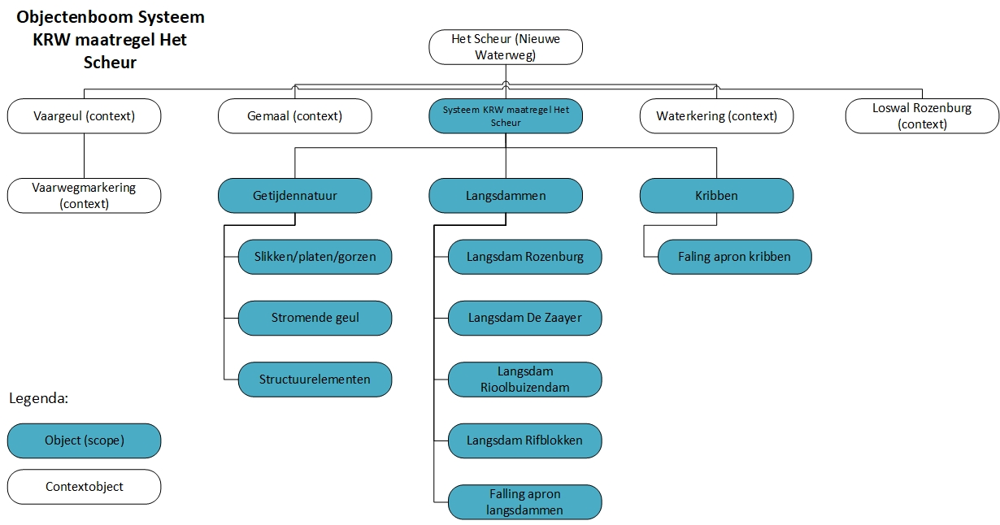 Objectenboom Systeem
KRW maatregel Het
Scheur
Het Scheur (Nieuwe
Waterweg)
Vaargeul (context)
Gemaal (context)
Systeem KRW maatregel Het
Scheur
Waterkering (context)
Loswal Rozenburg
(context)
Vaarwegmarkering
(context)
Getijdennatuur
Langsdammen
Kribben
Slikken/platen/gorzen
Langsdam Rozenburg
Faling apron kribben
Stromende geul
Langsdam De Zaayer
Structuurelementen
Langsdam
Rioolbuizendam
Legenda:
Object (scope)
Langsdam Rifblokken
Contextobject
Falling apron
langsdammen